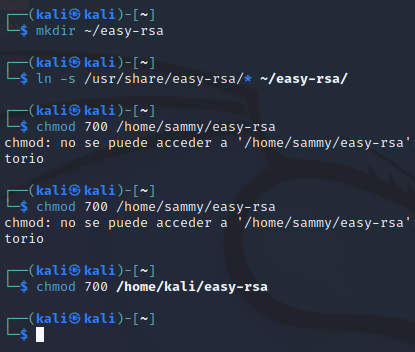 ┌──(kali㉿kali)-[~]
└─$ mkdir ~/easy-rsa
┌──(kali㉿kali)-[~]
└─$ ln -s /usr/share/easy-rsa/* ~/easy-rsa/
┌──(kali㉿kali)-[~]
└─$ chmod 700 /home/sammy/easy-rsa
chmod: no se puede acceder a '/home/sammy/easy-rsa'
torio
┌──(kali㉿kali)-[~]
└─$ chmod 700 /home/sammy/easy-rsa
chmod: no se puede acceder a '/home/sammy/easy-rsa'
torio
┌──(kali㉿kali)-[~]
└─$ chmod 700 /home/kali/easy-rsa
┌──(kali㉿kali)-[~]
└─$